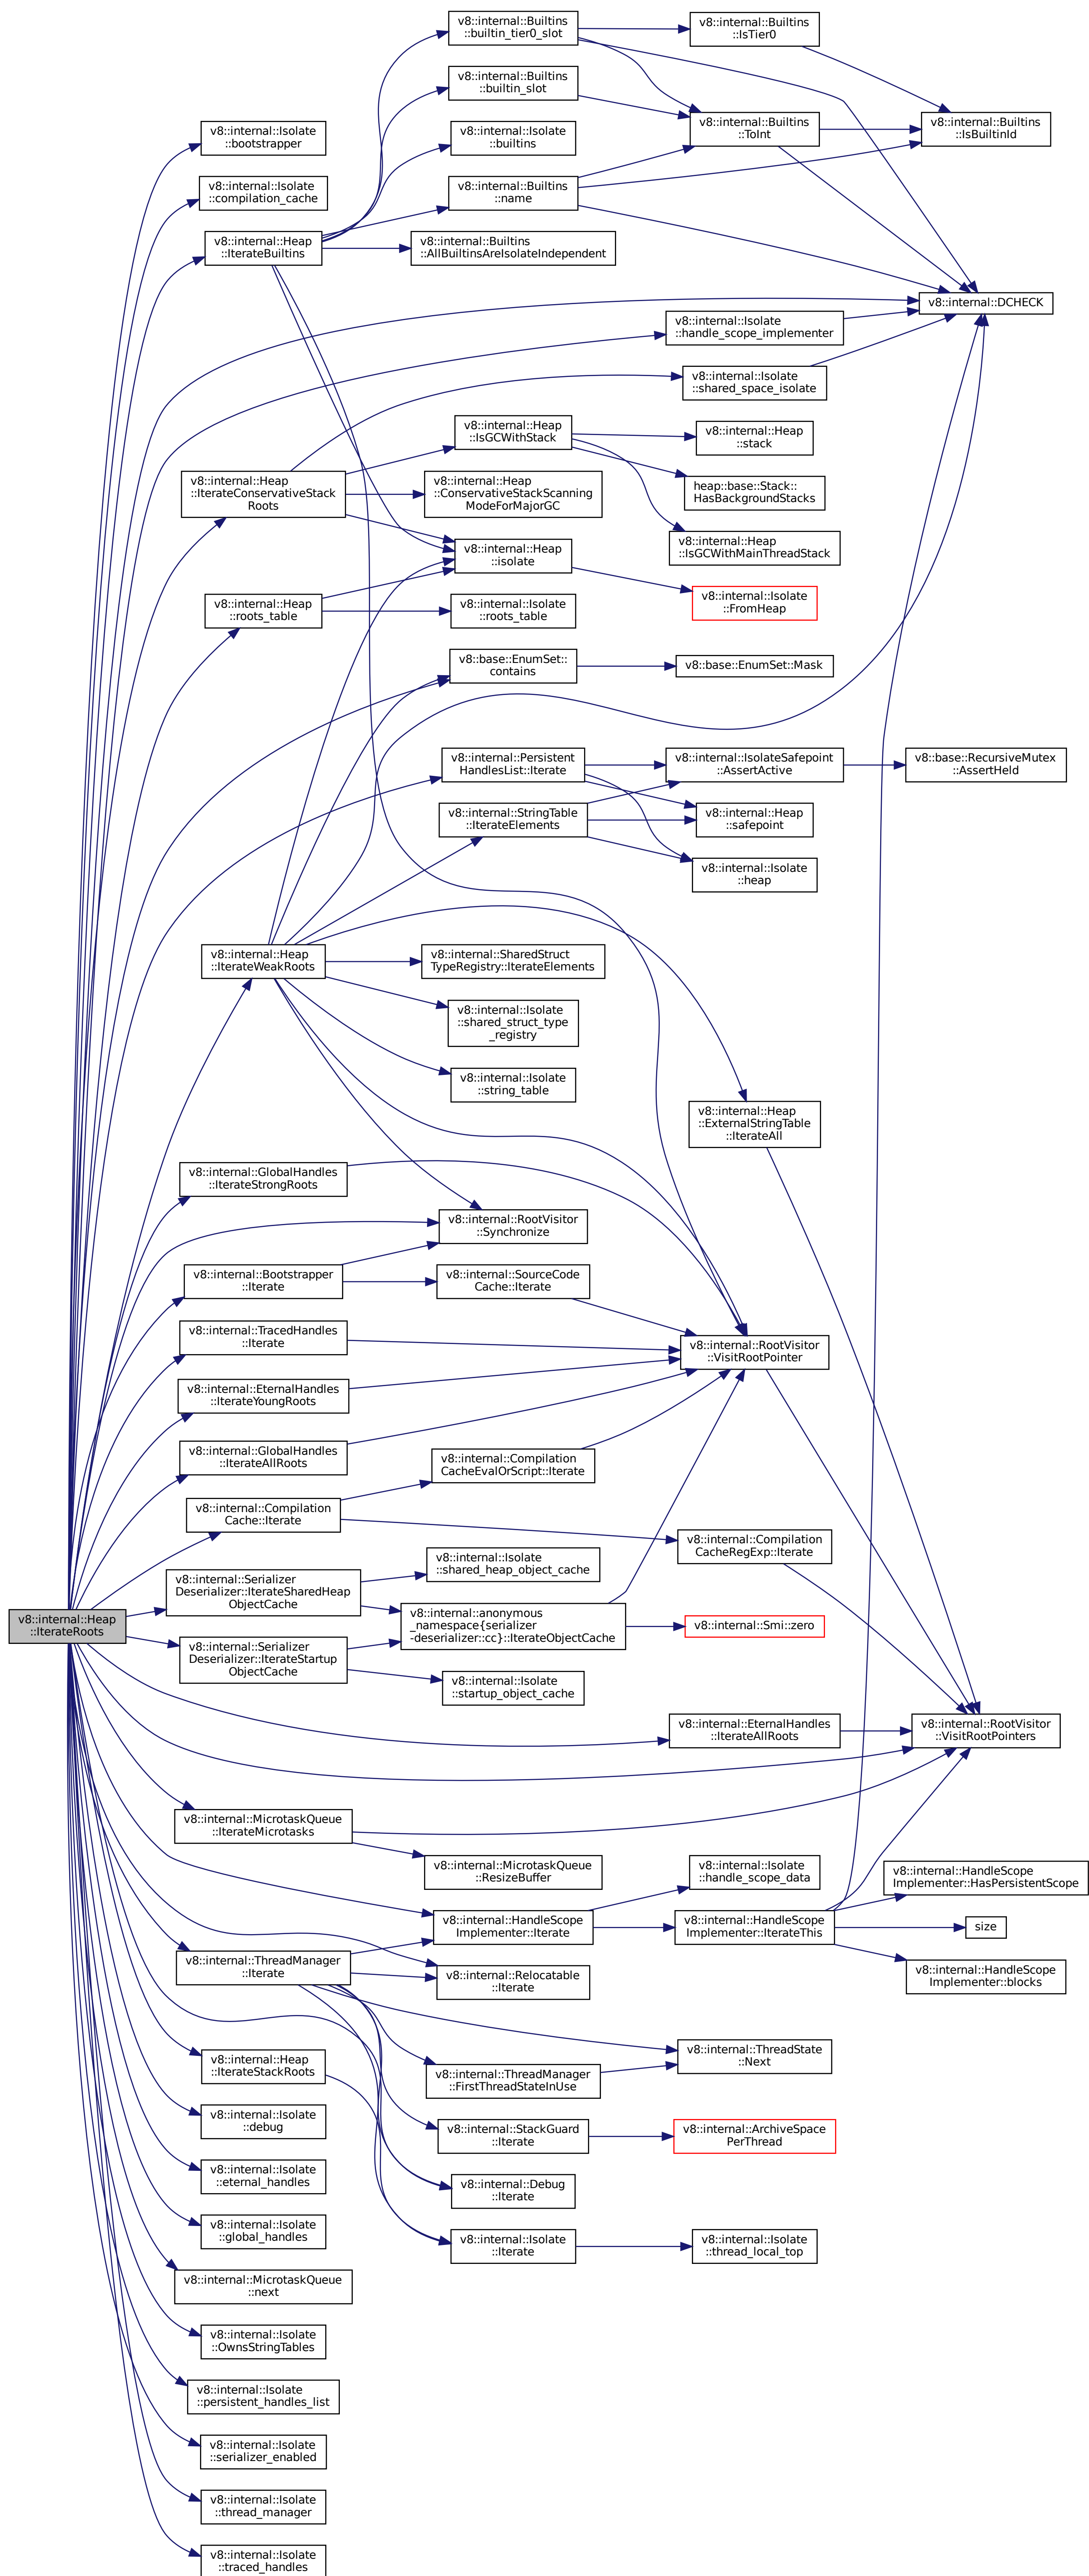 v8::internal::Builtins
::builtin_tier0_slot
v8::internal::Builtins
::IsTier0
v8::internal::Builtins
::builtin_slot
v8::internal::Builtins
::ToInt
v8::internal::Builtins
::IsBuiltinId
v8::internal::Isolate
::bootstrapper
v8::internal::Isolate
::builtins
v8::internal::Isolate
::compilation_cache
v8::internal::Builtins
::name
v8::internal::Heap
::IterateBuiltins
v8::internal::Builtins
::AllBuiltinsAreIsolateIndependent
v8::internal::DCHECK
v8::internal::Isolate
::handle_scope_implementer
v8::internal::Isolate
::shared_space_isolate
v8::internal::Heap
::IsGCWithStack
v8::internal::Heap
::stack
v8::internal::Heap
::IterateConservativeStack
Roots
v8::internal::Heap
::ConservativeStackScanning
ModeForMajorGC
heap::base::Stack::
HasBackgroundStacks
v8::internal::Heap
::IsGCWithMainThreadStack
v8::internal::Heap
::isolate
v8::internal::Isolate
::FromHeap
v8::internal::Heap
::roots_table
v8::internal::Isolate
::roots_table
v8::base::EnumSet::
contains
v8::base::EnumSet::Mask
v8::internal::Persistent
HandlesList::Iterate
v8::internal::IsolateSafepoint
::AssertActive
v8::base::RecursiveMutex
::AssertHeld
v8::internal::StringTable
::IterateElements
v8::internal::Heap
::safepoint
v8::internal::Isolate
::heap
v8::internal::Heap
::IterateWeakRoots
v8::internal::SharedStruct
TypeRegistry::IterateElements
v8::internal::Isolate
::shared_struct_type
_registry
v8::internal::Isolate
::string_table
v8::internal::Heap
::ExternalStringTable
::IterateAll
v8::internal::GlobalHandles
::IterateStrongRoots
v8::internal::RootVisitor
::Synchronize
v8::internal::Bootstrapper
::Iterate
v8::internal::SourceCode
Cache::Iterate
v8::internal::TracedHandles
::Iterate
v8::internal::RootVisitor
::VisitRootPointer
v8::internal::EternalHandles
::IterateYoungRoots
v8::internal::GlobalHandles
::IterateAllRoots
v8::internal::Compilation
CacheEvalOrScript::Iterate
v8::internal::Compilation
Cache::Iterate
v8::internal::Compilation
CacheRegExp::Iterate
v8::internal::Isolate
::shared_heap_object_cache
v8::internal::Serializer
Deserializer::IterateSharedHeap
ObjectCache
v8::internal::Heap
::IterateRoots
v8::internal::anonymous
_namespace{serializer
-deserializer::cc}::IterateObjectCache
v8::internal::Smi::zero
v8::internal::Serializer
Deserializer::IterateStartup
ObjectCache
v8::internal::Isolate
::startup_object_cache
v8::internal::EternalHandles
::IterateAllRoots
v8::internal::RootVisitor
::VisitRootPointers
v8::internal::MicrotaskQueue
::IterateMicrotasks
v8::internal::MicrotaskQueue
::ResizeBuffer
v8::internal::Isolate
::handle_scope_data
v8::internal::HandleScope
Implementer::HasPersistentScope
v8::internal::HandleScope
Implementer::Iterate
v8::internal::HandleScope
Implementer::IterateThis
size
v8::internal::ThreadManager
::Iterate
v8::internal::Relocatable
::Iterate
v8::internal::HandleScope
Implementer::blocks
v8::internal::Heap
::IterateStackRoots
v8::internal::ThreadManager
::FirstThreadStateInUse
v8::internal::ThreadState
::Next
v8::internal::Isolate
::debug
v8::internal::StackGuard
::Iterate
v8::internal::ArchiveSpace
PerThread
v8::internal::Isolate
::eternal_handles
v8::internal::Debug
::Iterate
v8::internal::Isolate
::global_handles
v8::internal::Isolate
::Iterate
v8::internal::Isolate
::thread_local_top
v8::internal::MicrotaskQueue
::next
v8::internal::Isolate
::OwnsStringTables
v8::internal::Isolate
::persistent_handles_list
v8::internal::Isolate
::serializer_enabled
v8::internal::Isolate
::thread_manager
v8::internal::Isolate
::traced_handles